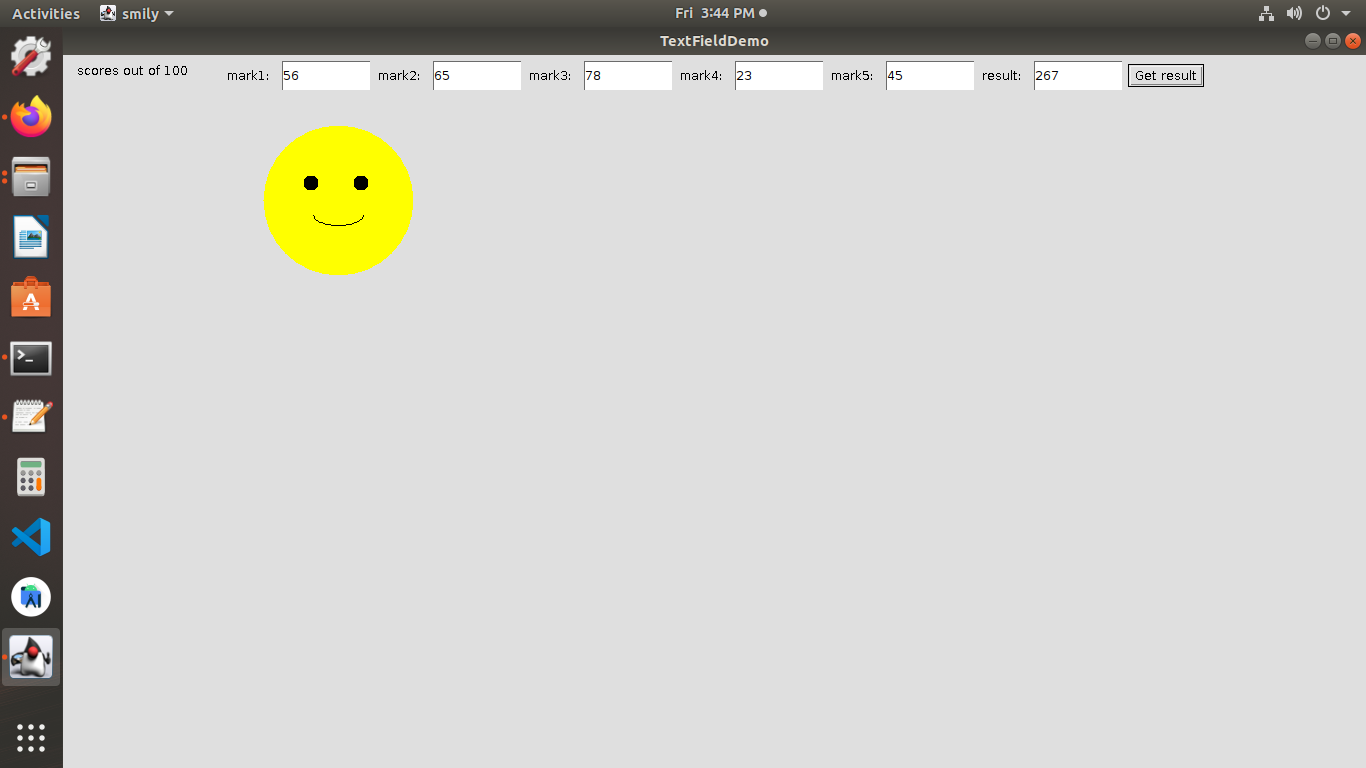 Activities smily Fri 3:44 PM
TextFieldDemo
scores out of 100 mark1: 56 mark2: 65 mark3: 78 mark4: 23 mark5: 45 result: 267 Get result